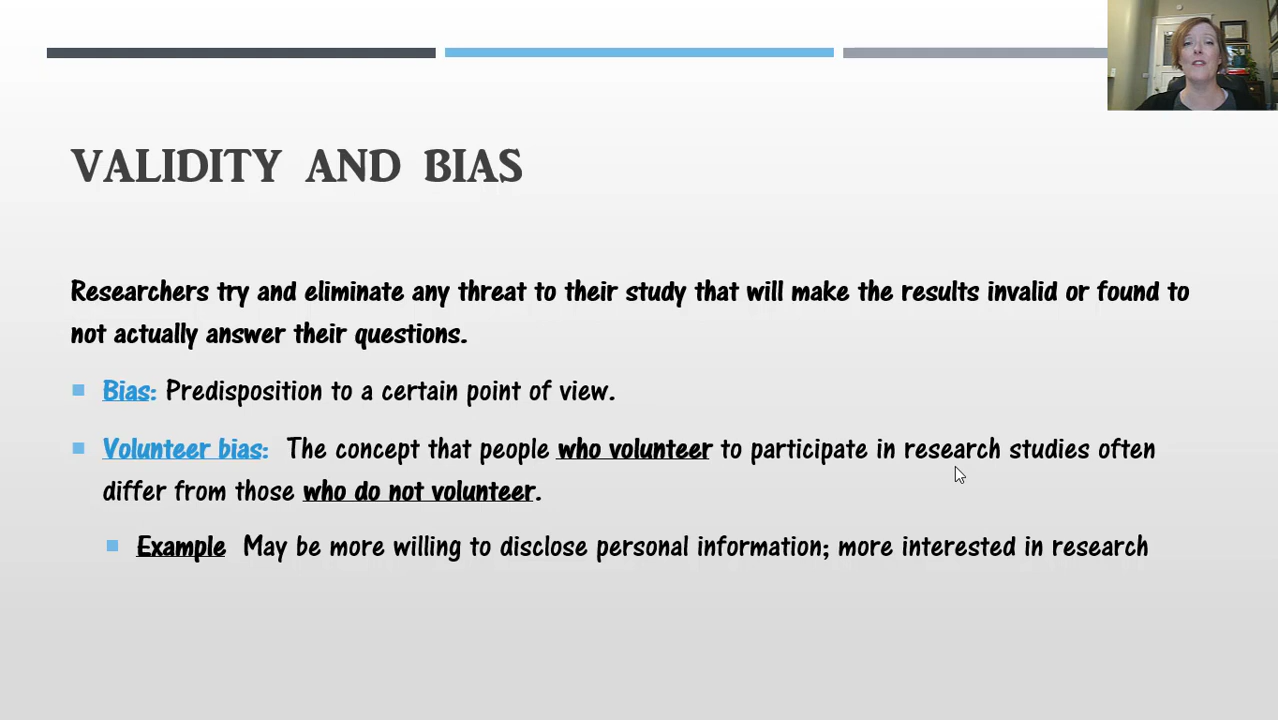 VALIDITY AND BIAS
Researchers try and eliminate any threat to their study that will make the results invalid or found to
not actually answer their questions.
Bias: Predisposition to a certain point of view.
Volunteer bias: The concept that people who volunteer to participate in research studies often
differ from those who do not volunteer.
Example May be more willing to disclose personal information; more interested in research